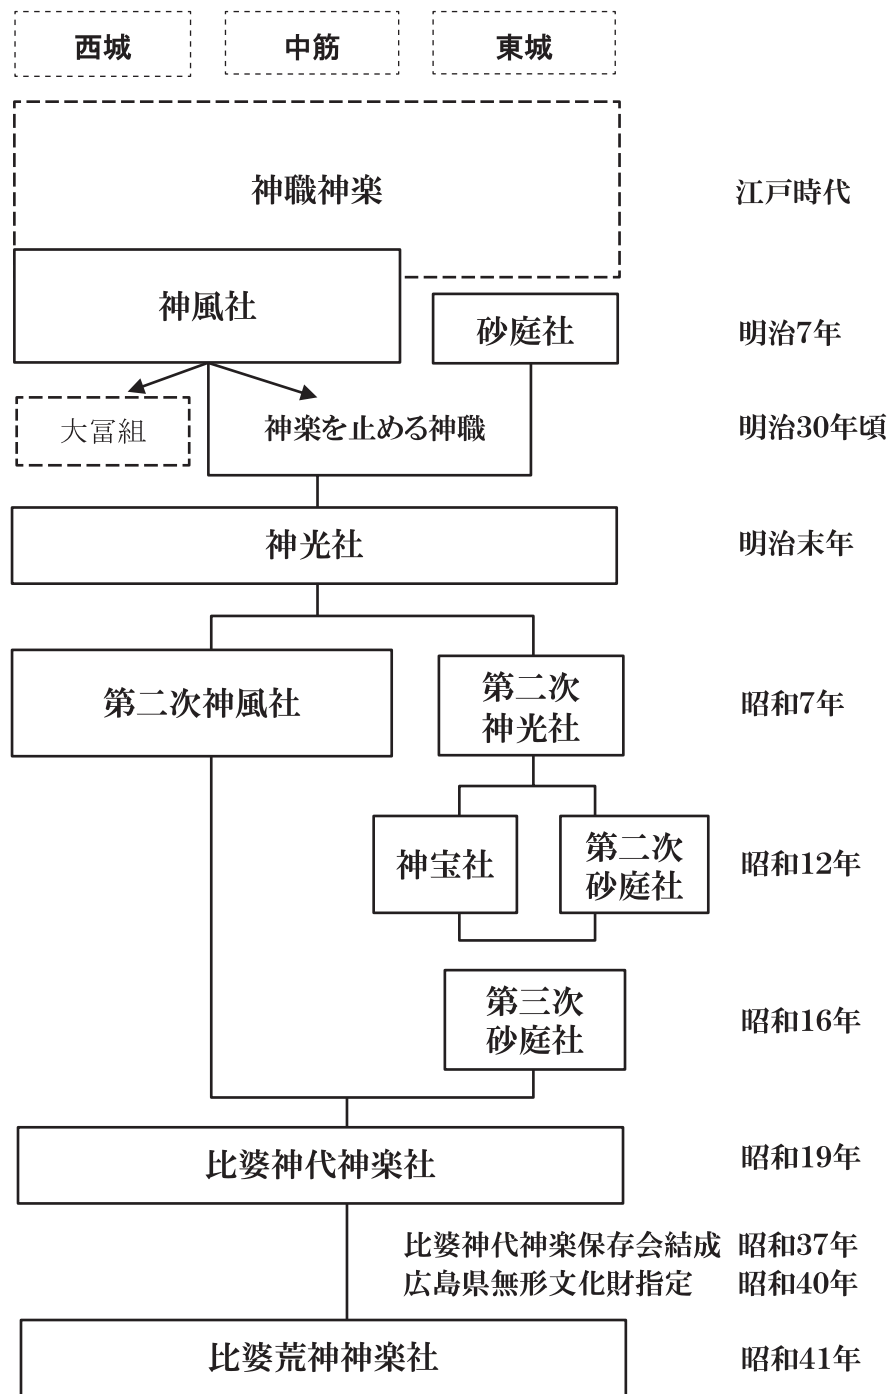 西城
中筋
東城
神職神楽
江戸時代
神風社
砂庭社
明治7年
大冨組
神楽を止める神職
明治30年頃
神光社
明治末年
第二次神風社
第二次
神光社
昭和7年
神宝社
第二次
砂庭社
昭和12年
第三次
砂庭社
昭和16年
比婆神代神楽社
昭和19年
比婆神代神楽保存会結成 昭和37年
広島県無形文化財指定 昭和40年
比婆荒神神楽社
昭和41年